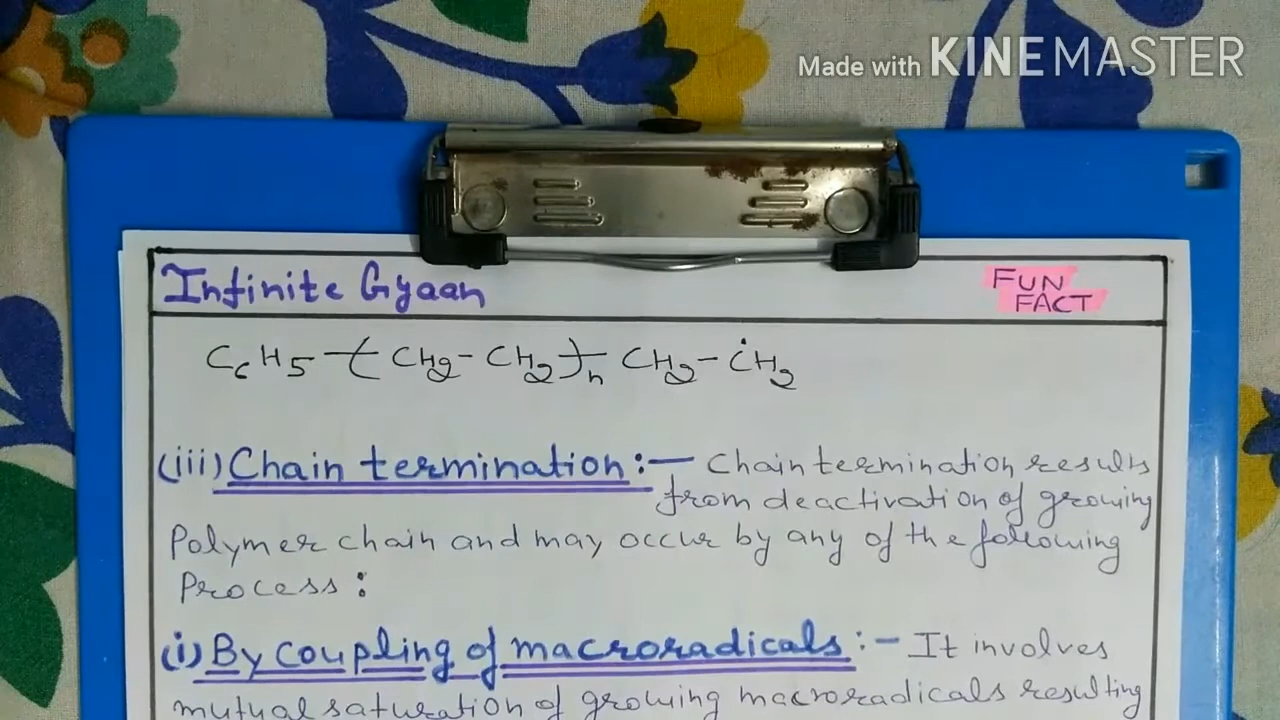 Made with KINEMASTER
Infinite Gyaan
FUN
FACT
C6H5-(CH2-CH2)n-CH2-ĊH2
(iii) Chain termination:- Chain termination results
from deactivation of growing
Polymer chain and may occur by any of the following
Process:
(i) By coupling of macroradicals:- It involves
mutual saturation of growing macroradicals resulting